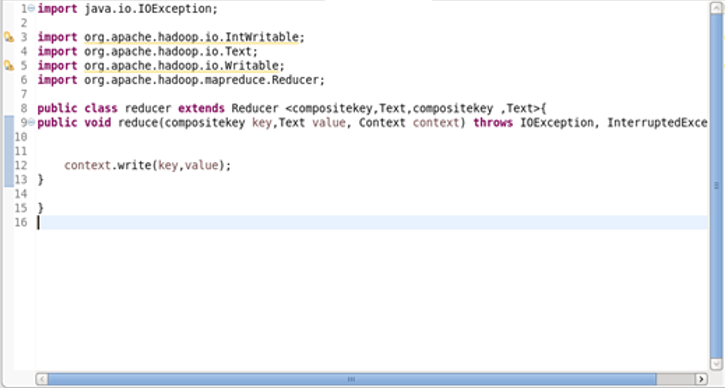 1 import java.io.IOException;
2
3 import org.apache.hadoop.io.IntWritable;
4 import org.apache.hadoop.io.Text;
5 import org.apache.hadoop.io.Writable;
6 import org.apache.hadoop.mapreduce.Reducer;
7
8 public class reducer extends Reducer <compositekey,Text,compositekey ,Text>{
9 public void reduce(compositekey key,Text value, Context context) throws IOException, InterruptedExce
10
11
12 context.write(key,value);
13 }
14
15 }
16